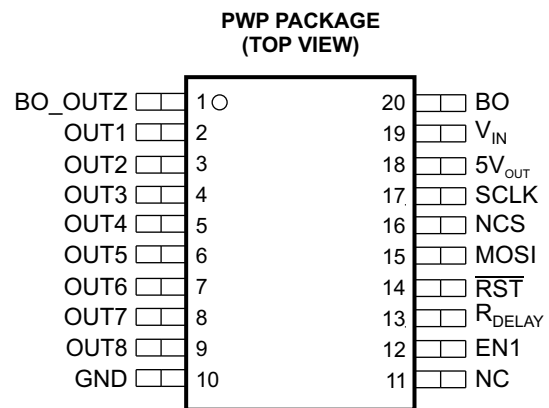 PWP PACKAGE
(TOP VIEW)
BO_OUTZ 1 20 BO
OUT1 2 19 VIN
OUT2 3 18 5VOUT
OUT3 4 17 SCLK
OUT4 5 16 NCS
OUT5 6 15 MOSI
OUT6 7 14 R̅S̅T̅
OUT7 8 13 RDELAY
OUT8 9 12 EN1
GND 10 11 NC